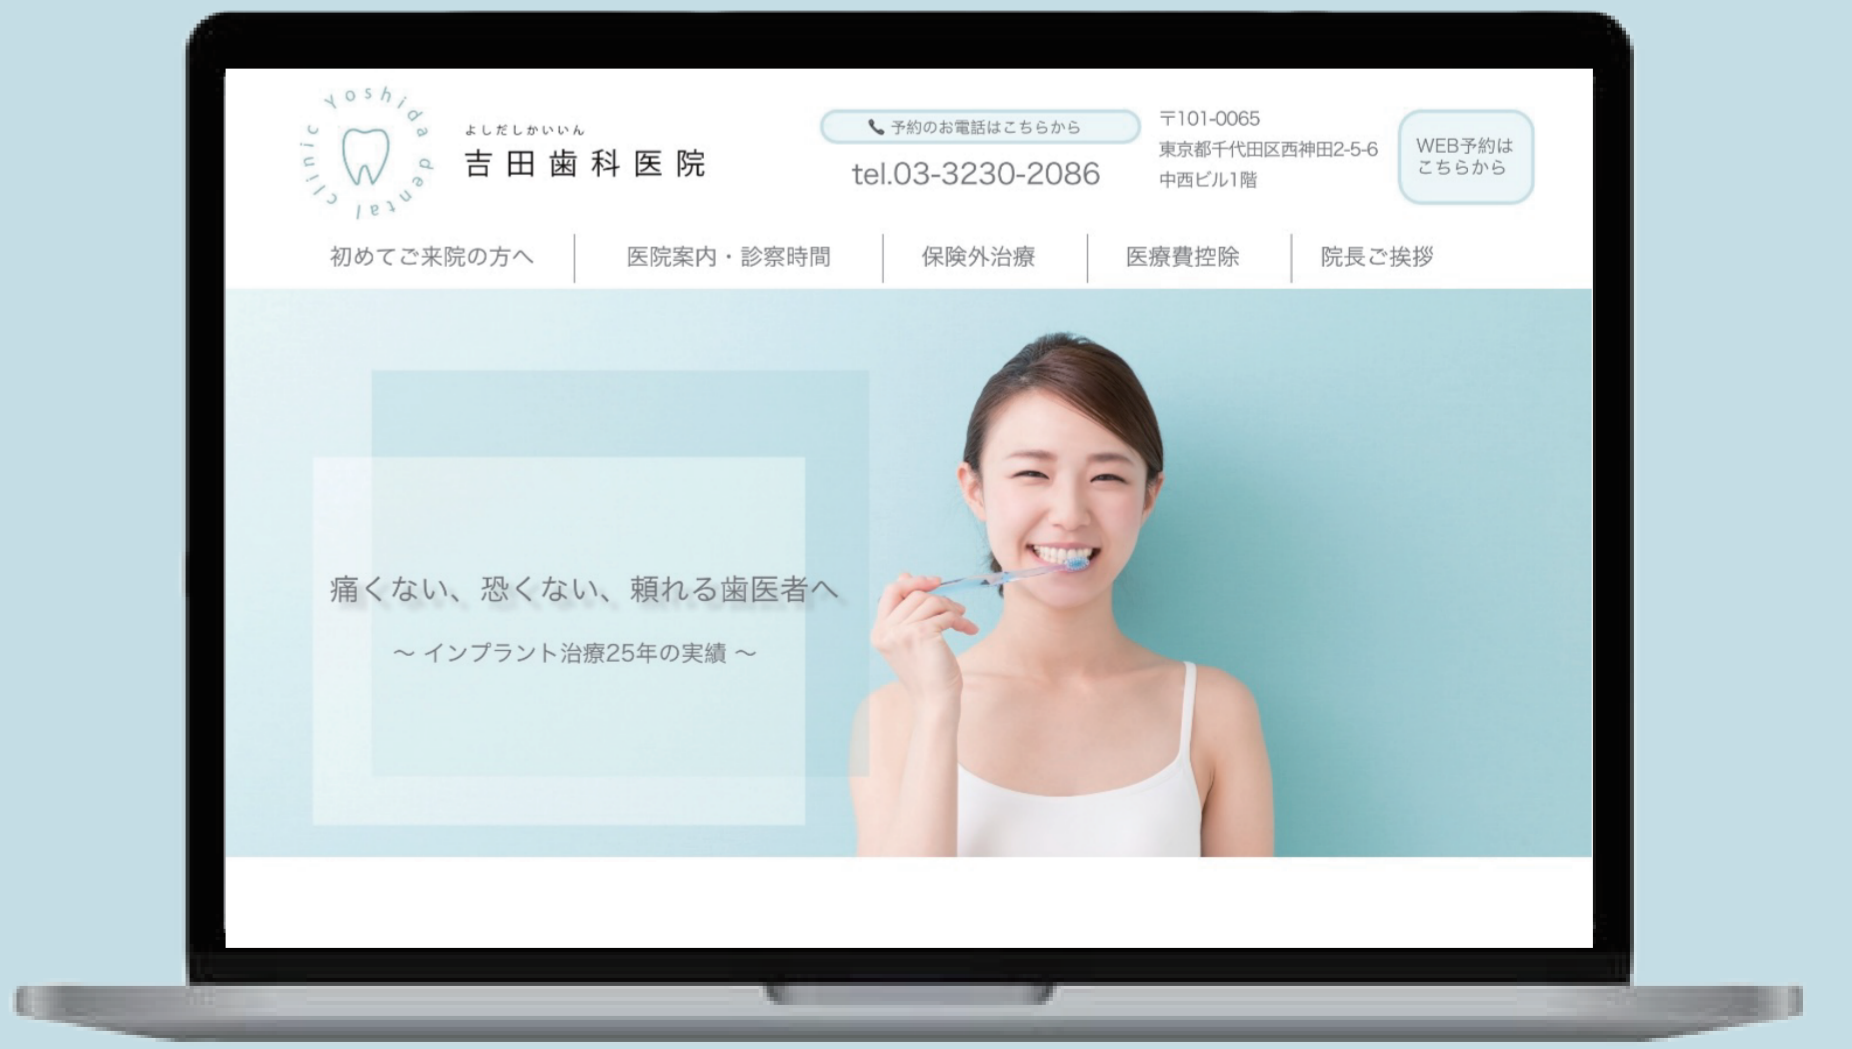 Yoshida dental clinic
よしだしかいいん
吉田歯科医院
予約のお電話はこちらから
tel.03-3230-2086
〒101-0065
東京都千代田区西神田2-5-6
中西ビル1階
WEB予約は
こちらから
初めてご来院の方へ
医院案内・診察時間
保険外治療
医療費控除
院長ご挨拶
痛くない、恐くない、頼れる歯医者へ
〜 インプラント治療25年の実績 〜